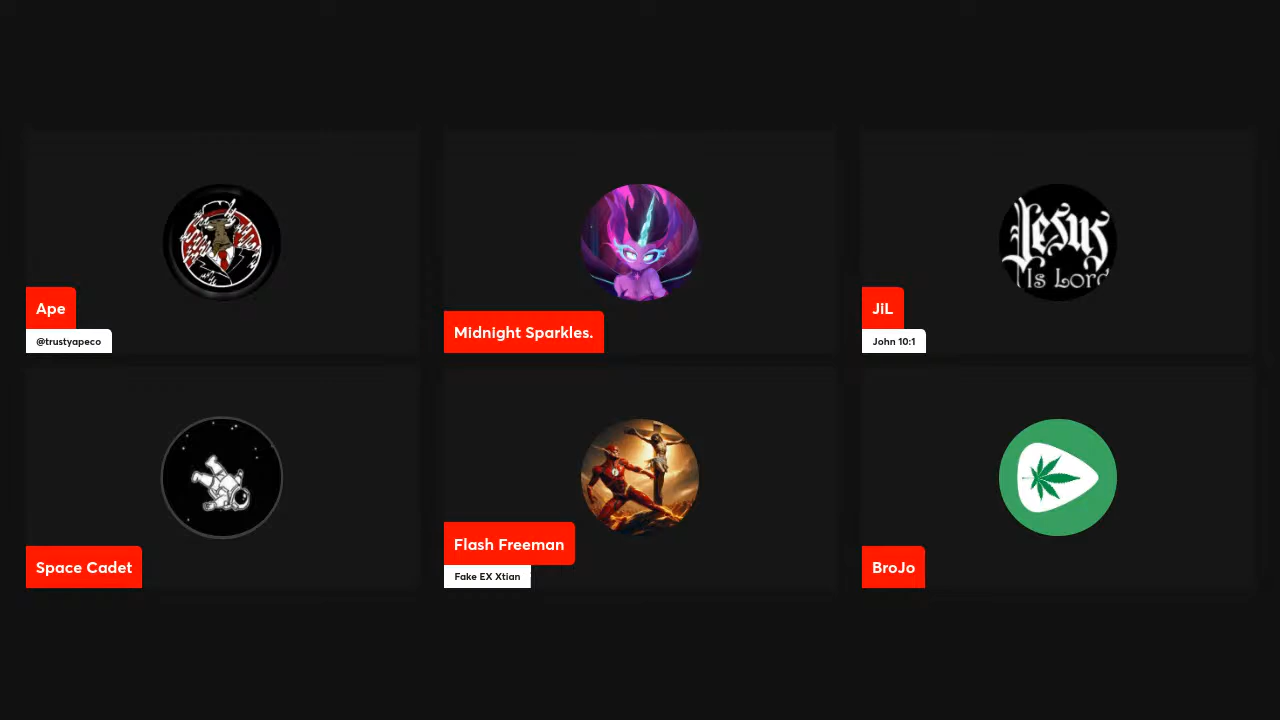 Ape
@trustyapeco
Midnight Sparkles.
Jesus
Is Lord
JiL
John 10:1
Space Cadet
Flash Freeman
Fake EX Xtian
BroJo